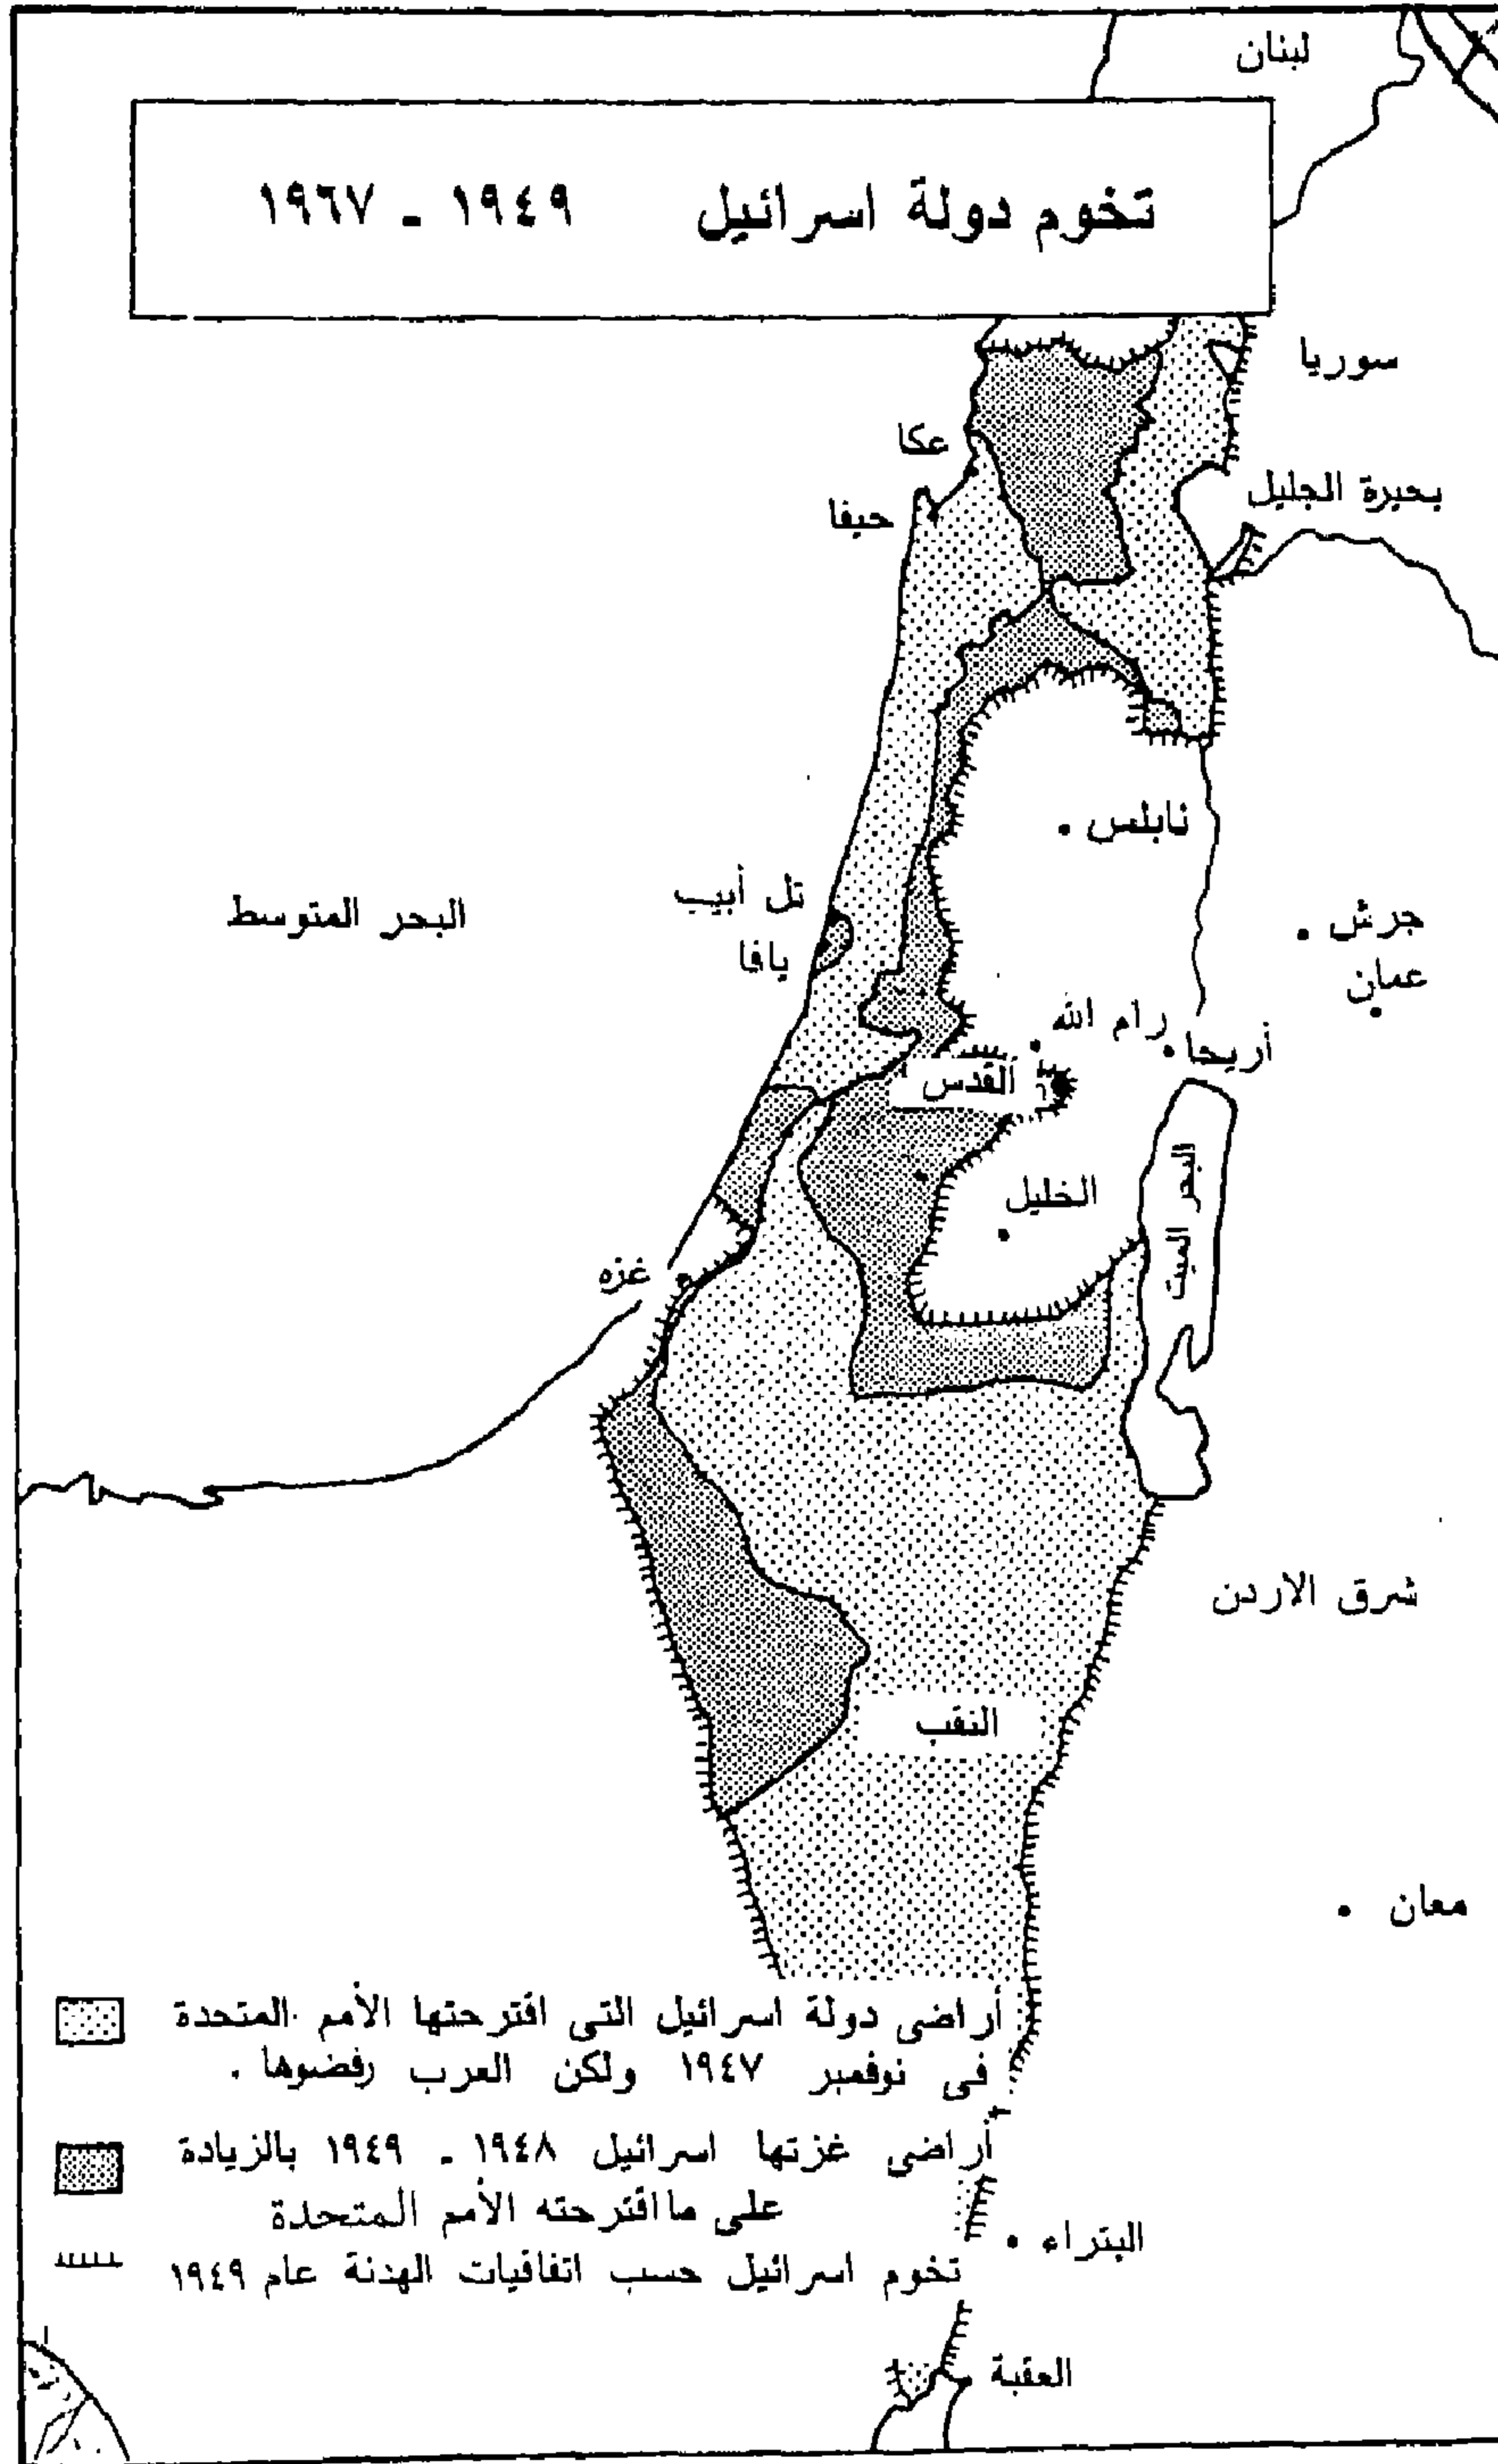 لبنان
تخوم دولة اسرائيل ١٩٤٩ - ١٩٦٧
سوريا
عكا
بحيرة الجليل
حيفا
نابلس
تل أبيب
يافا
البحر المتوسط
جرش
عمان
رام الله
أريحا
القدس
البحر الميت
الخليل
غزه
شرق الاردن
النقب
معان
أراضى دولة اسرائيل التى اقترحتها الأمم المتحدة
فى نوفمبر ١٩٤٧ ولكن العرب رفضوها .
أراضى غزتها اسرائيل ١٩٤٨ - ١٩٤٩ بالزيادة
على ما اقترحته الأمم المتحدة
تخوم اسرائيل حسب اتفاقيات الهدنة عام ١٩٤٩
البتراء
العقبة